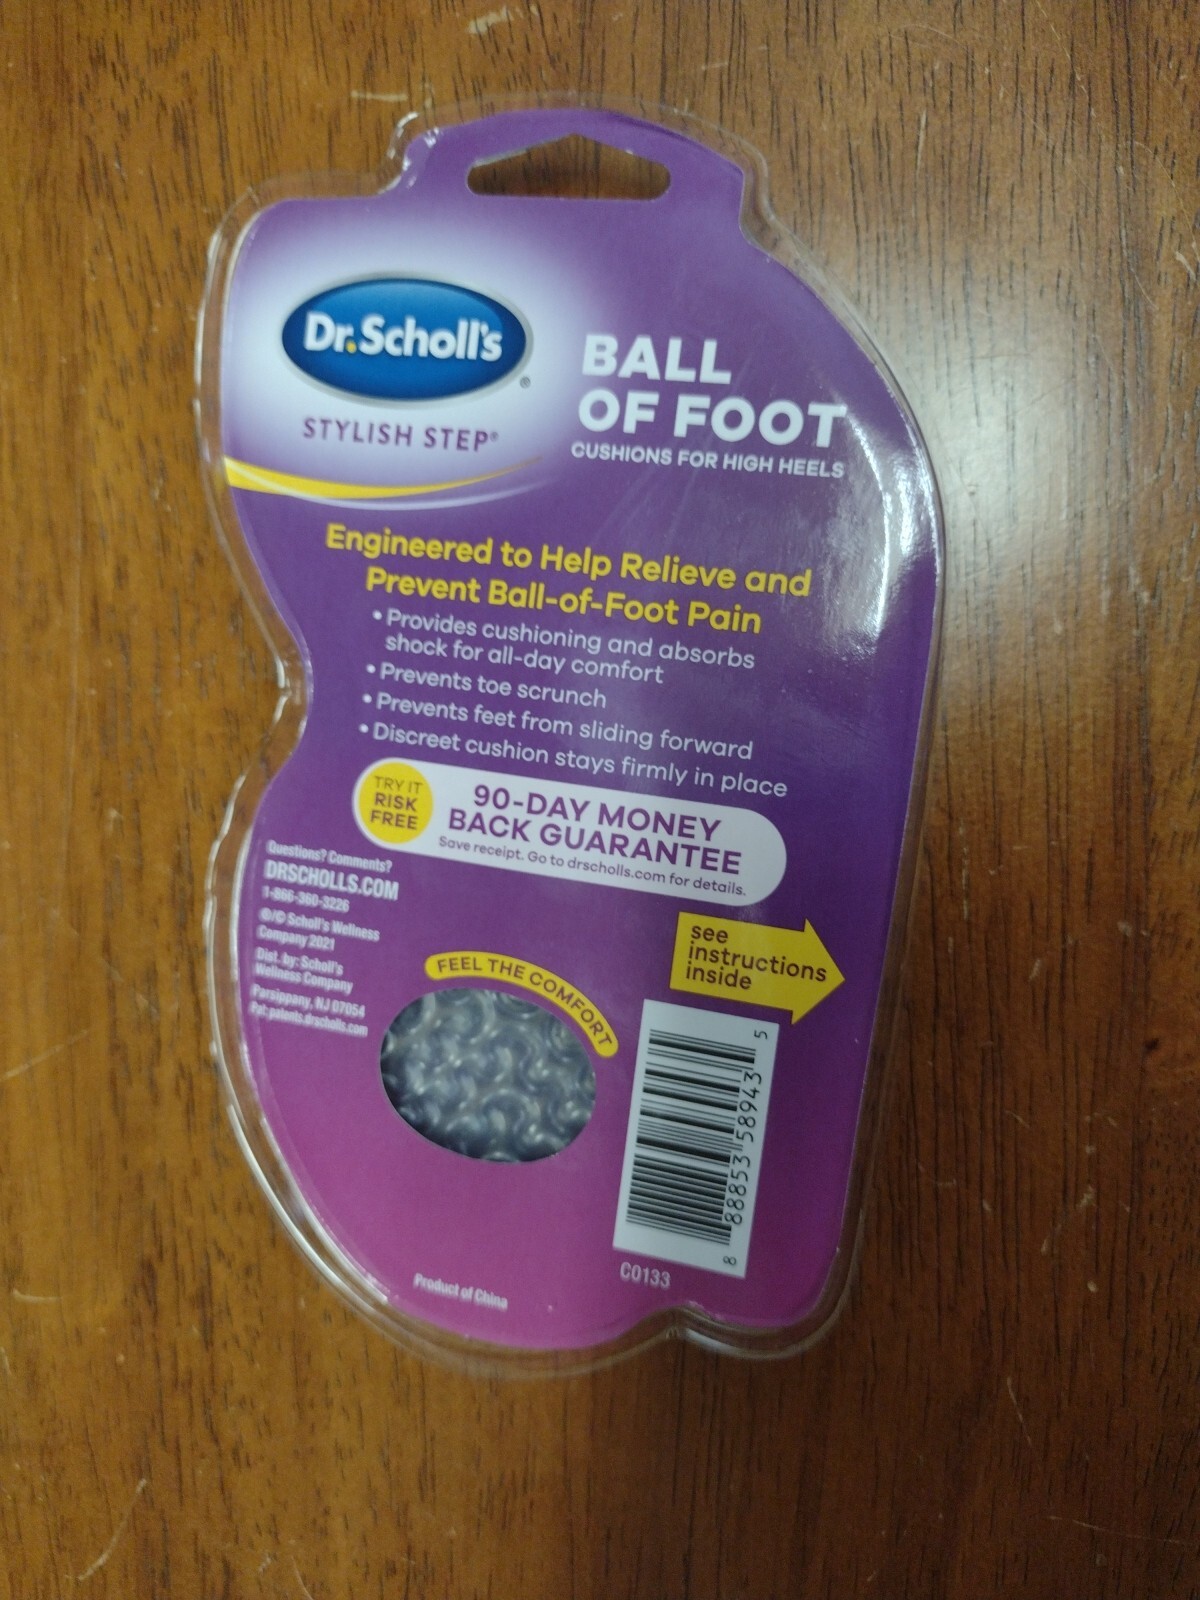 Dr.Scholl's®
STYLISH STEP®
BALL
OF FOOT
CUSHIONS FOR HIGH HEELS
Engineered to Help Relieve and
Prevent Ball-of-Foot Pain
• Provides cushioning and absorbs
shock for all-day comfort
• Prevents toe scrunch
• Prevents feet from sliding forward
• Discreet cushion stays firmly in place
TRY IT
RISK
FREE
90-DAY MONEY
BACK GUARANTEE
Save receipt. Go to drscholls.com for details.
Questions? Comments?
DRSCHOLLS.COM
1-866-360-3226
®/© Scholl's Wellness
Company 2021
Dist. by: Scholl's
Wellness Company
Parsippany, NJ 07054
Pat: patents.drscholls.com
see
instructions
inside
FEEL THE COMFORT
8 88853 58943 5
C0133
Product of China